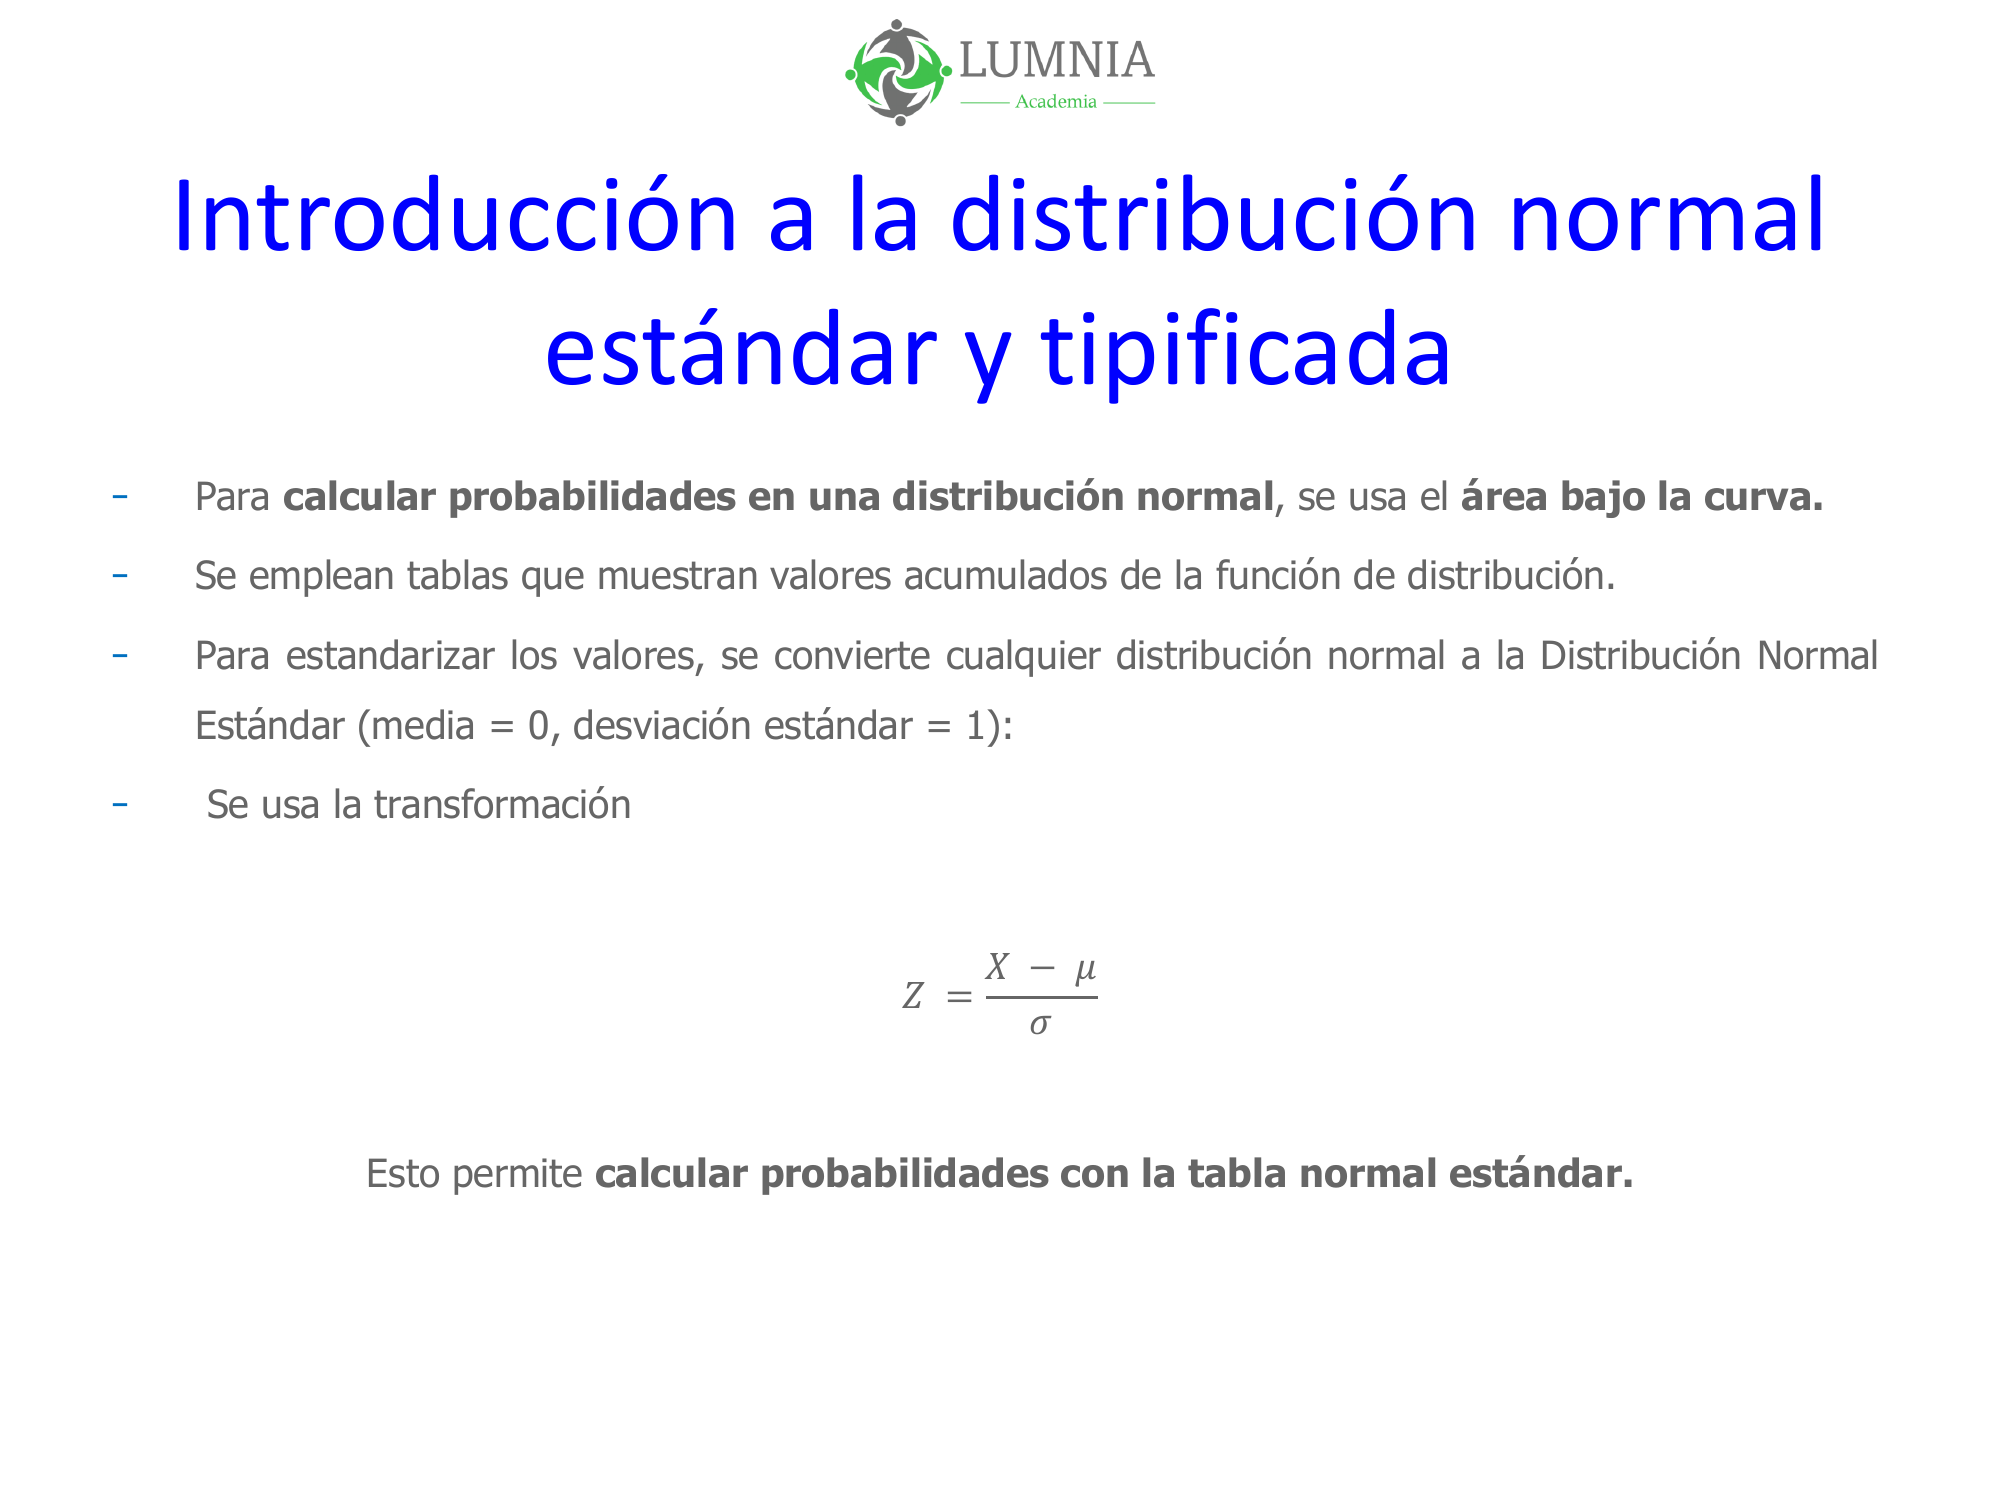 LUMNIA
Academia
Introducción a la distribución normal
estándar y tipificada
- Para calcular probabilidades en una distribución normal, se usa el área bajo la curva.
- Se emplean tablas que muestran valores acumulados de la función de distribución.
- Para estandarizar los valores, se convierte cualquier distribución normal a la Distribución Normal
Estándar (media = 0, desviación estándar = 1):
- Se usa la transformación
Z = (X − μ) / σ
Esto permite calcular probabilidades con la tabla normal estándar.